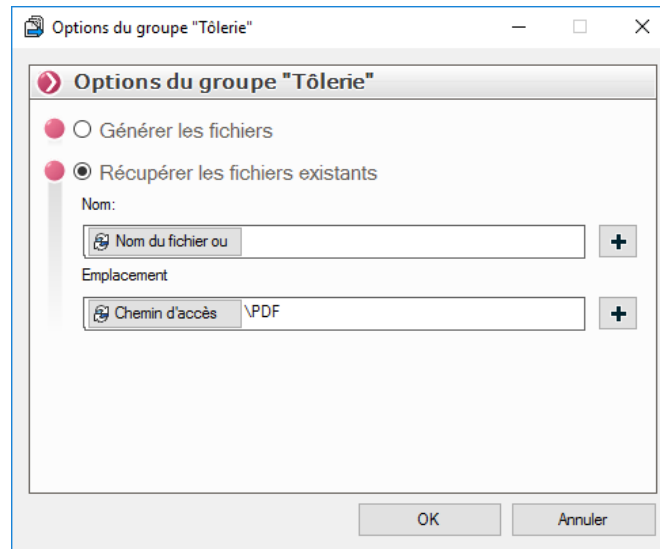 Options du groupe "Tôlerie"
Options du groupe "Tôlerie"
Générer les fichiers
Récupérer les fichiers existants
Nom:
Nom du fichier ou
Emplacement
Chemin d'accès \PDF
OK Annuler